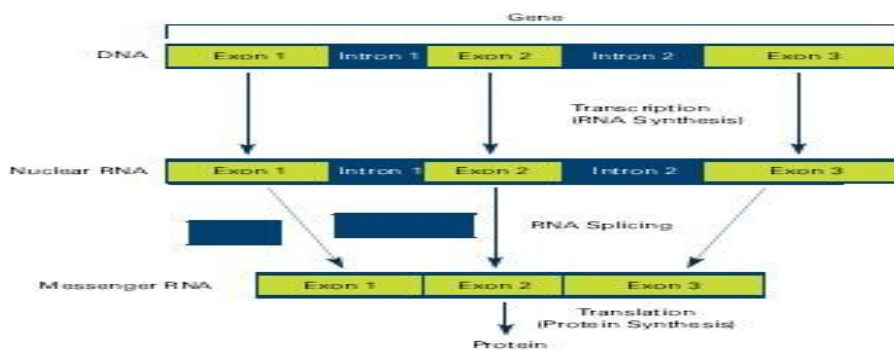 Gene
DNA Exon 1 Intron 1 Exon 2 Intron 2 Exon 3
Transcription
(RNA Synthesis)
Nuclear RNA Exon 1 Intron 1 Exon 2 Intron 2 Exon 3
RNA Splicing
Messenger RNA Exon 1 Exon 2 Exon 3
Translation
(Protein Synthesis)
Protein